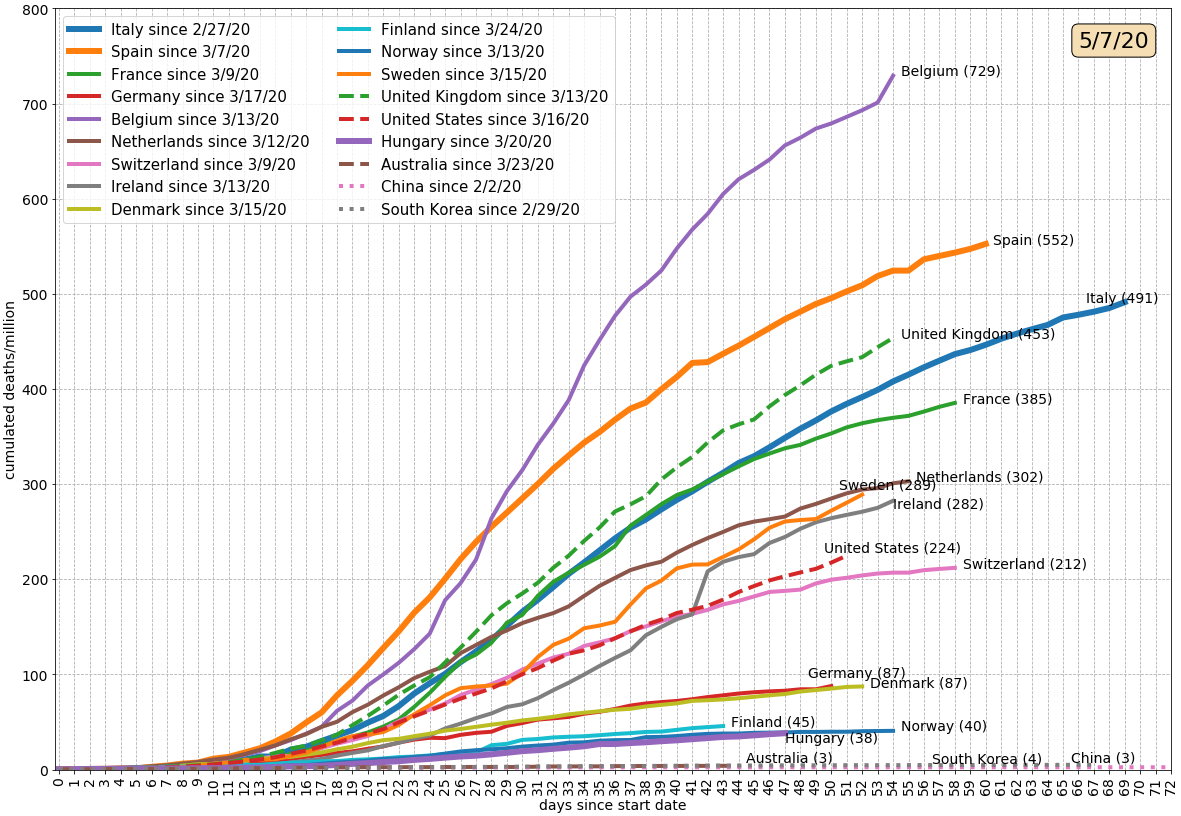 800
700
600
500
400
300
200
100
0
cumulated deaths/million
Italy since 2/27/20
Spain since 3/7/20
France since 3/9/20
Germany since 3/17/20
Belgium since 3/13/20
Netherlands since 3/12/20
Switzerland since 3/9/20
Ireland since 3/13/20
Denmark since 3/15/20
Finland since 3/24/20
Norway since 3/13/20
Sweden since 3/15/20
United Kingdom since 3/13/20
United States since 3/16/20
Hungary since 3/20/20
Australia since 3/23/20
China since 2/2/20
South Korea since 2/29/20
5/7/20
Belgium (729)
Spain (552)
Italy (491)
United Kingdom (453)
France (385)
Netherlands (302)
Sweden (289)
Ireland (282)
United States (224)
Switzerland (212)
Germany (87)
Denmark (87)
Finland (45)
Norway (40)
Hungary (38)
Australia (3)
South Korea (4)
China (3)
0 1 2 3 4 5 6 7 8 9 10 11 12 13 14 15 16 17 18 19 20 21 22 23 24 25 26 27 28 29 30 31 32 33 34 35 36 37 38 39 40 41 42 43 44 45 46 47 48 49 50 51 52 53 54 55 56 57 58 59 60 61 62 63 64 65 66 67 68 69 70 71 72
days since start date